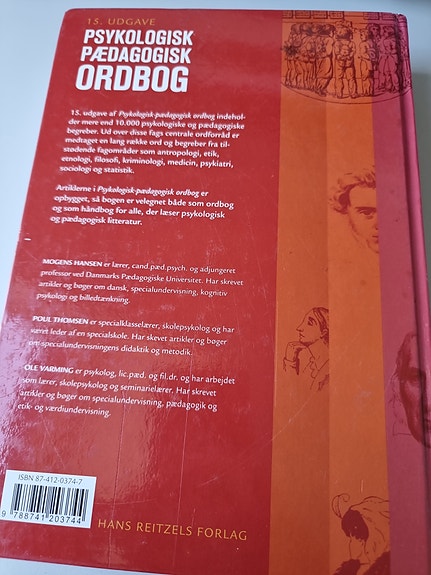 15. UDGAVE
PSYKOLOGISK
PÆDAGOGISK
ORDBOG
15. udgave af Psykologisk-pædagogisk ordbog indehol-
der mere end 10.000 psykologiske og pædagogiske
begreber. Ud over disse fags centrale ordforråd er
medtaget en lang række ord og begreber fra til-
stødende fagområder som antropologi, etik,
etnologi, filosofi, kriminologi, medicin, psykiatri,
sociologi og statistik.
Artiklerne i Psykologisk-pædagogisk ordbog er
opbygget, så bogen er velegnet både som ordbog
og som håndbog for alle, der læser psykologisk
og pædagogisk litteratur.
MOGENS HANSEN er lærer, cand.pæd.psych. og adjungeret
professor ved Danmarks Pædagogiske Universitet. Har skrevet
artikler og bøger om dansk, specialundervisning, kognitiv
psykologi og billedtænkning.
POUL THOMSEN er specialklasselærer, skolepsykolog og har
været leder af en specialskole. Har skevet artikler og bøger
om specialundervisningens didaktik og metodik.
OLE VARMING er psykolog, lic.pæd. og fil.dr. og har arbejdet
som lærer, skolepsykolog og seminarielærer. Har skrevet
artikler og bøger om specialundervisning, pædagogik og
etik- og værdiundervisning.
ISBN 87-412-0374-7
9 788741 203744
HANS REITZELS FORLAG